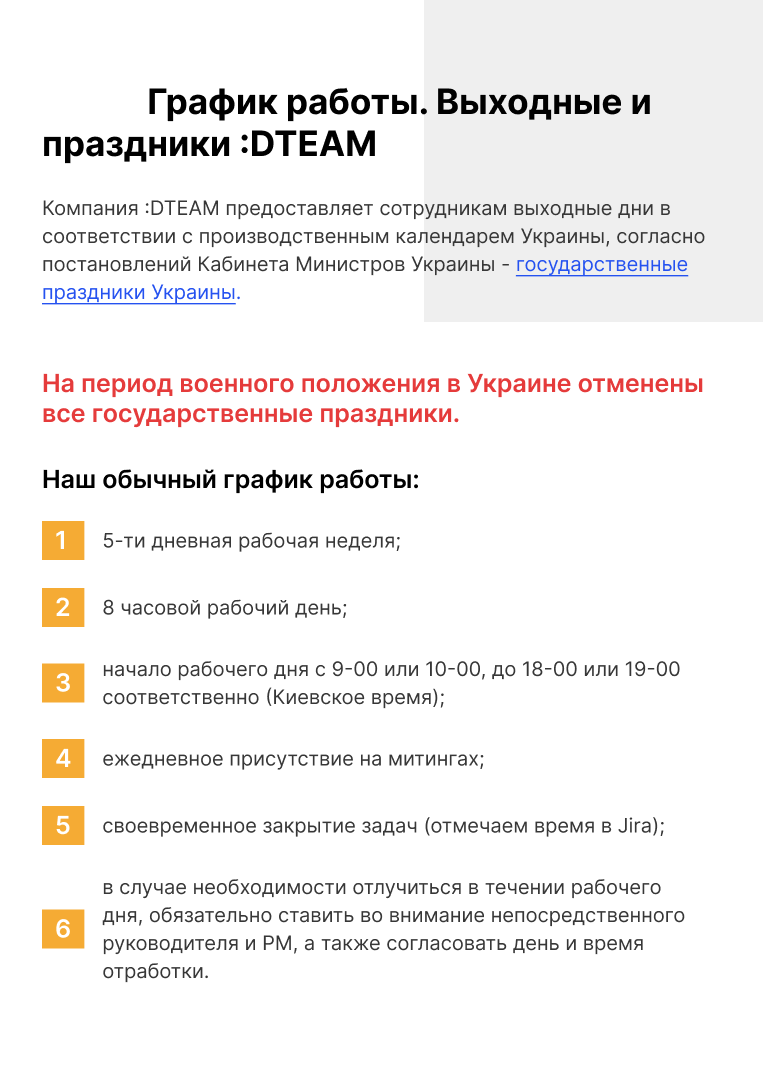 График работы. Выходные и
праздники :DTEAM
Компания :DTEAM предоставляет сотрудникам выходные дни в
соответствии с производственным календарем Украины, согласно
постановлений Кабинета Министров Украины - государственные
праздники Украины.
На период военного положения в Украине отменены
все государственные праздники.
Наш обычный график работы:
1 5-ти дневная рабочая неделя;
2 8 часовой рабочий день;
3 начало рабочего дня с 9-00 или 10-00, до 18-00 или 19-00
соответственно (Киевское время);
4 ежедневное присутствие на митингах;
5 своевременное закрытие задач (отмечаем время в Jira);
6 в случае необходимости отлучиться в течении рабочего
дня, обязательно ставить во внимание непосредственного
руководителя и PM, а также согласовать день и время
отработки.